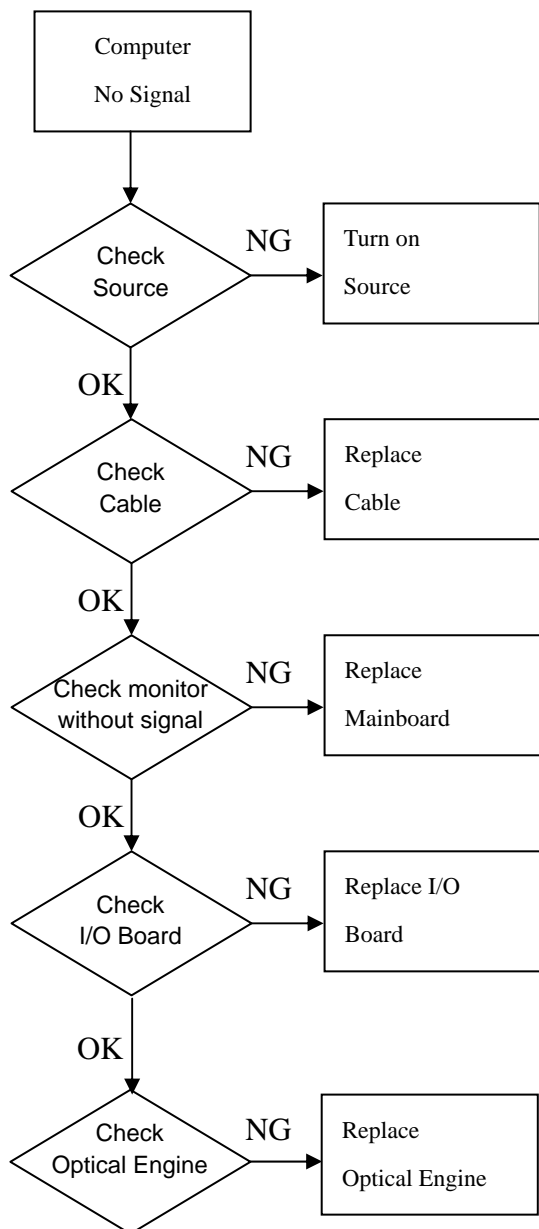 Computer
No Signal
Check
Source
NG
Turn on
Source
OK
Check
Cable
NG
Replace
Cable
OK
Check monitor
without signal
NG
Replace
Mainboard
OK
Check
I/O Board
NG
Replace I/O
Board
OK
Check
Optical Engine
NG
Replace
Optical Engine